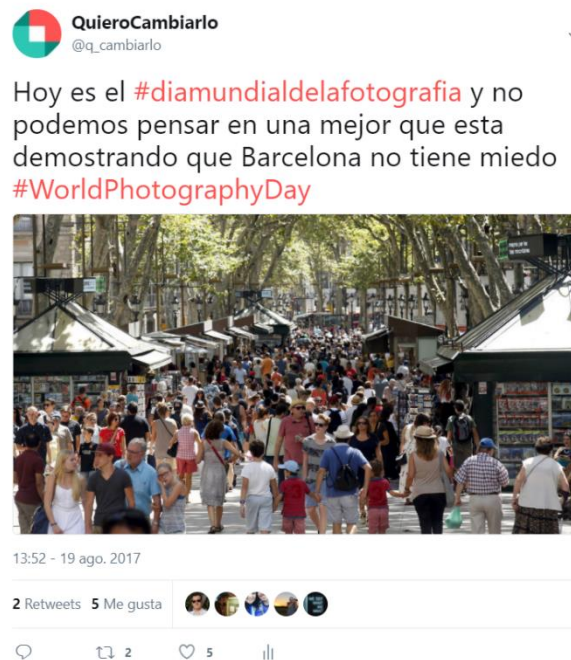 QuieroCambiarlo
@q_cambiarlo
Hoy es el #diamundialdelafotografia y no
podemos pensar en una mejor que esta
demostrando que Barcelona no tiene miedo
#WorldPhotographyDay
13:52 - 19 ago. 2017
2 Retweets 5 Me gusta
2 5